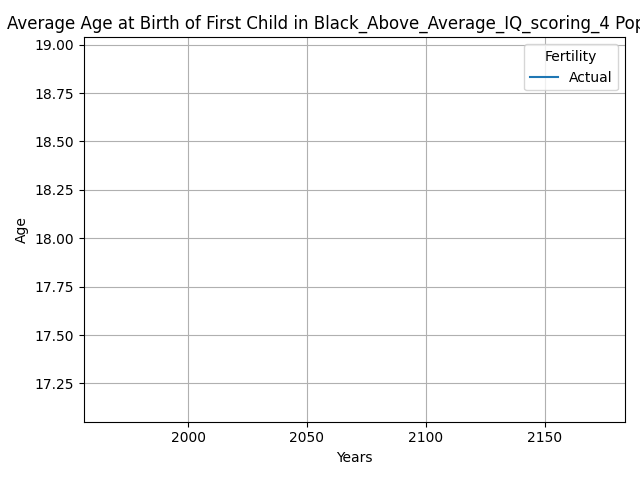 Average Age at Birth of First Child in Black_Above_Average_IQ_scoring_4 Pop
Fertility
Actual
19.00
18.75
18.50
18.25
18.00
17.75
17.50
17.25
Age
2000 2050 2100 2150
Years